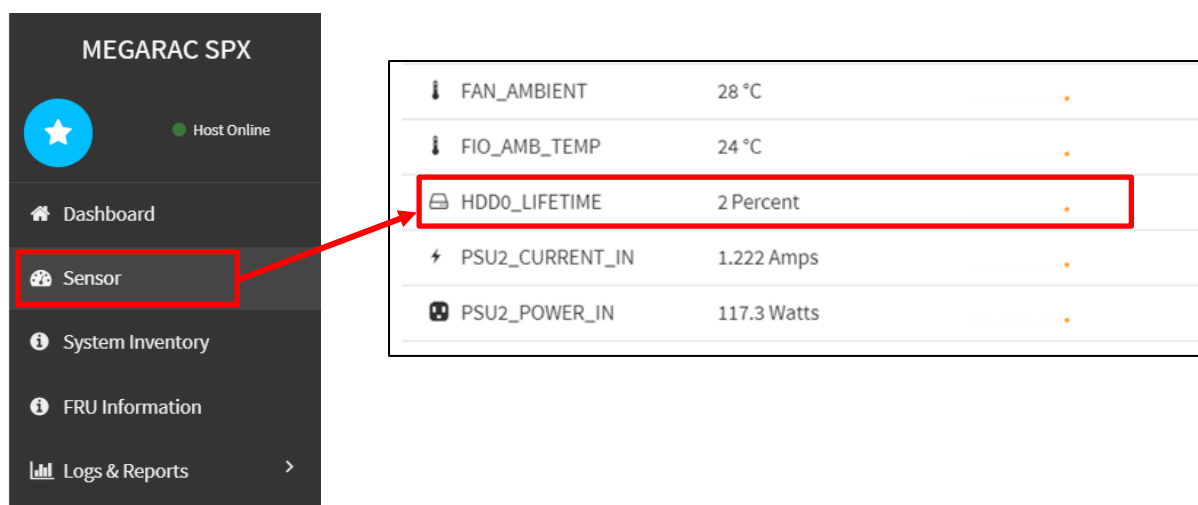 MEGARAC SPX
Host Online
Dashboard
Sensor
System Inventory
FRU Information
Logs & Reports
FAN_AMBIENT 28 °C
FIO_AMB_TEMP 24 °C
HDD0_LIFETIME 2 Percent
PSU2_CURRENT_IN 1.222 Amps
PSU2_POWER_IN 117.3 Watts